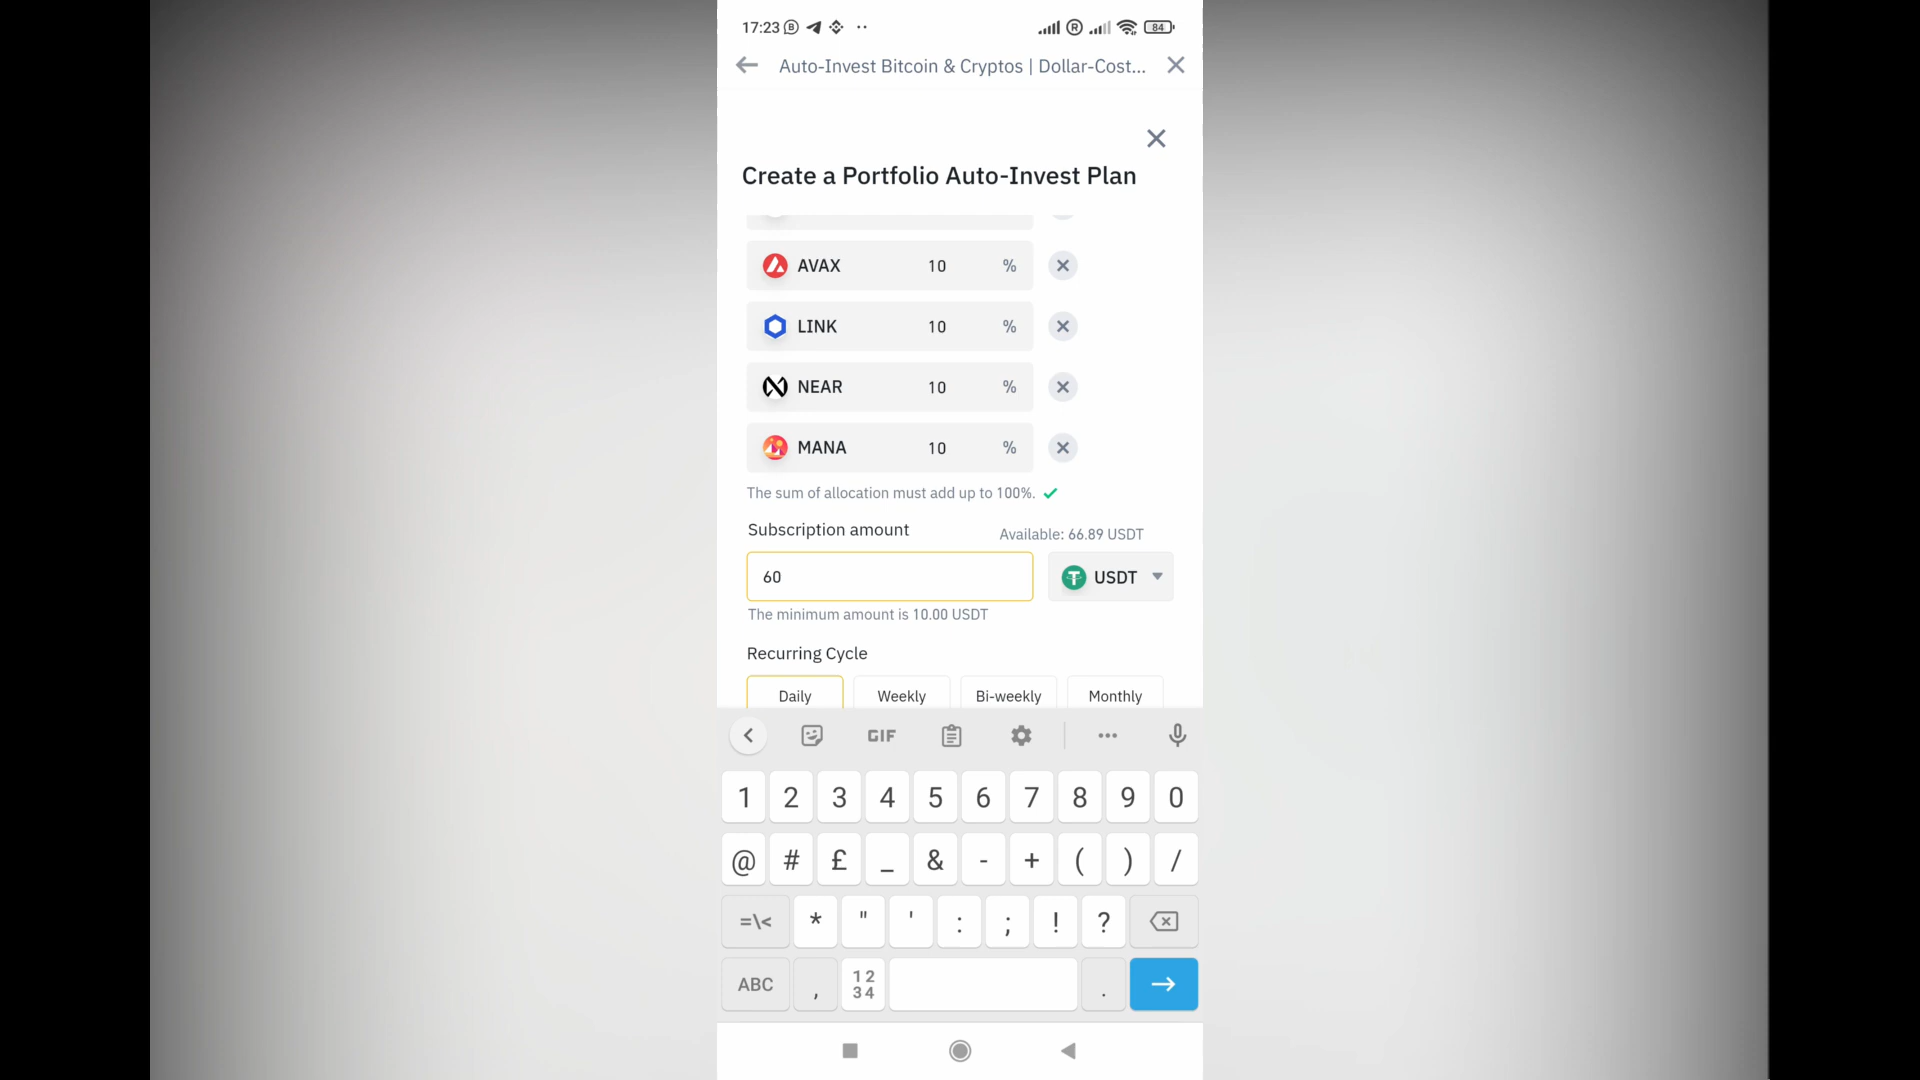 17:23
84
Auto-Invest Bitcoin & Cryptos | Dollar-Cost...
Create a Portfolio Auto-Invest Plan
AVAX 10 %
LINK 10 %
NEAR 10 %
MANA 10 %
The sum of allocation must add up to 100%.
Subscription amount
Available: 66.89 USDT
60
USDT
The minimum amount is 10.00 USDT
Recurring Cycle
Daily Weekly Bi-weekly Monthly
GIF
1 2 3 4 5 6 7 8 9 0
@ # £ _ & - + ( ) /
=\< * " ' : ; ! ?
ABC , 12 34 .